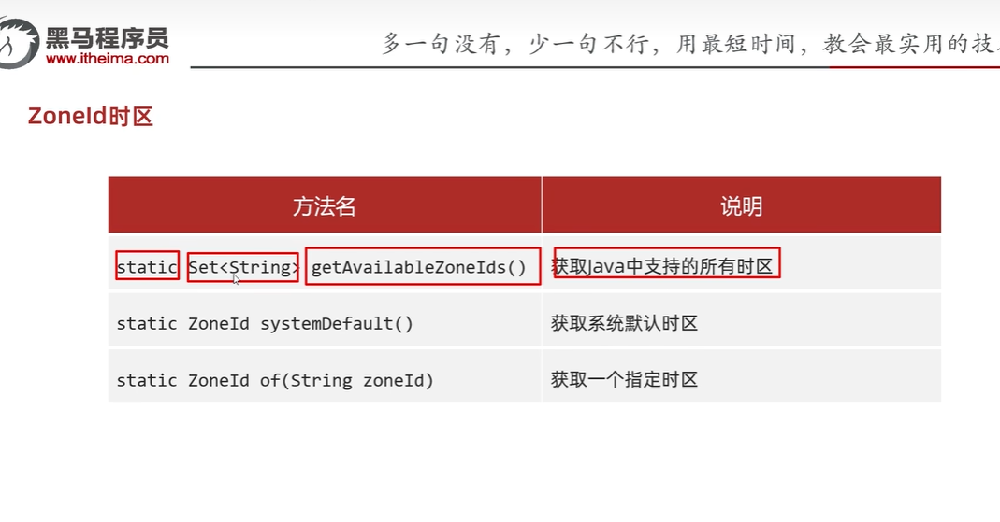 黑马程序员
www.itheima.com
多一句没有，少一句不行，用最短时间，教会最实用的技
ZoneId时区
方法名 说明
static Set<String> getAvailableZoneIds() 获取Java中支持的所有时区
static ZoneId systemDefault() 获取系统默认时区
static ZoneId of(String zoneId) 获取一个指定时区